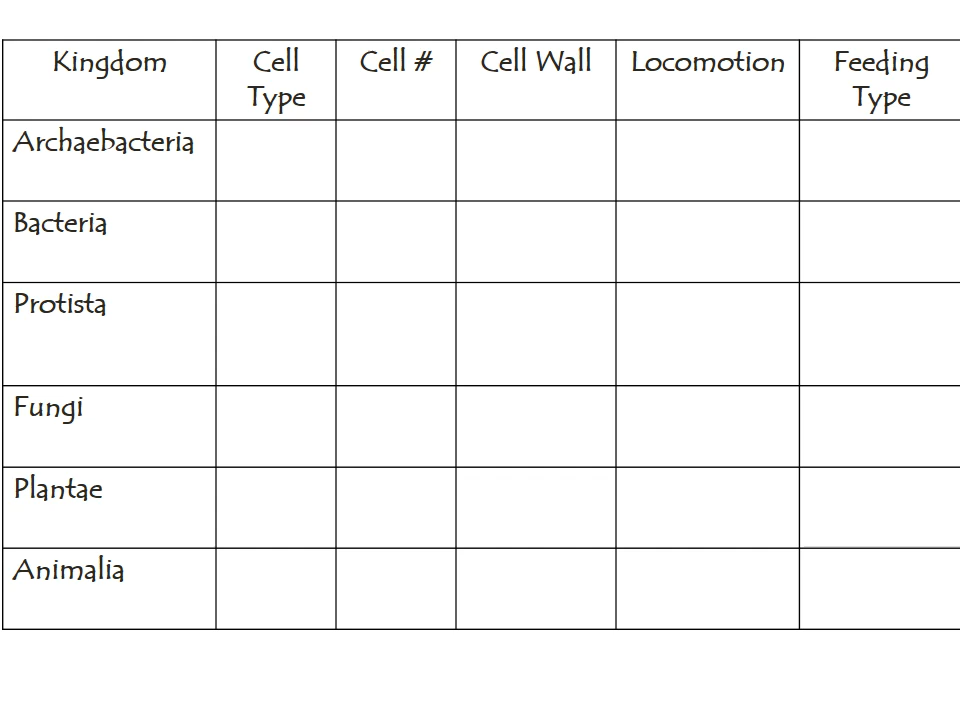 Kingdom Cell Cell # Cell Wall Locomotion Feeding
Type Type
Archaebacteria
Bacteria
Protista
Fungi
Plantae
Animalia